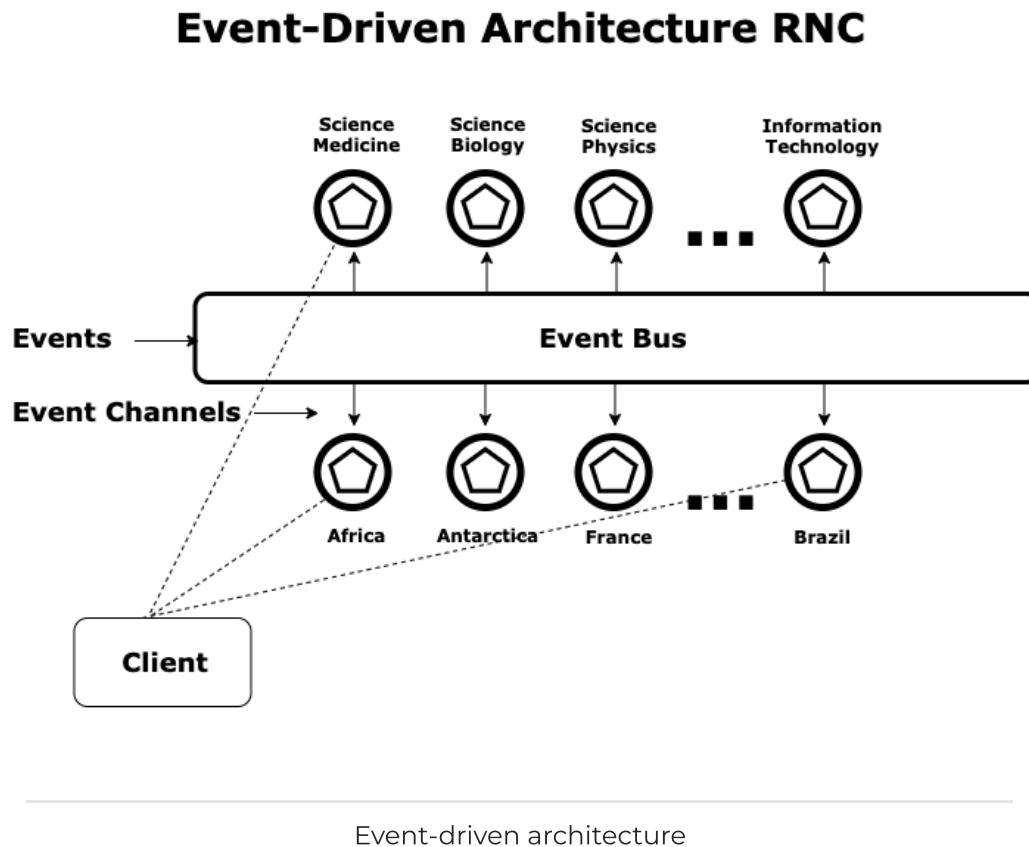 Event-Driven Architecture RNC
Science
Medicine
Science
Biology
Science
Physics
Information
Technology
Events
Event Bus
Event Channels
Africa
Antarctica
France
Brazil
Client
Event-driven architecture